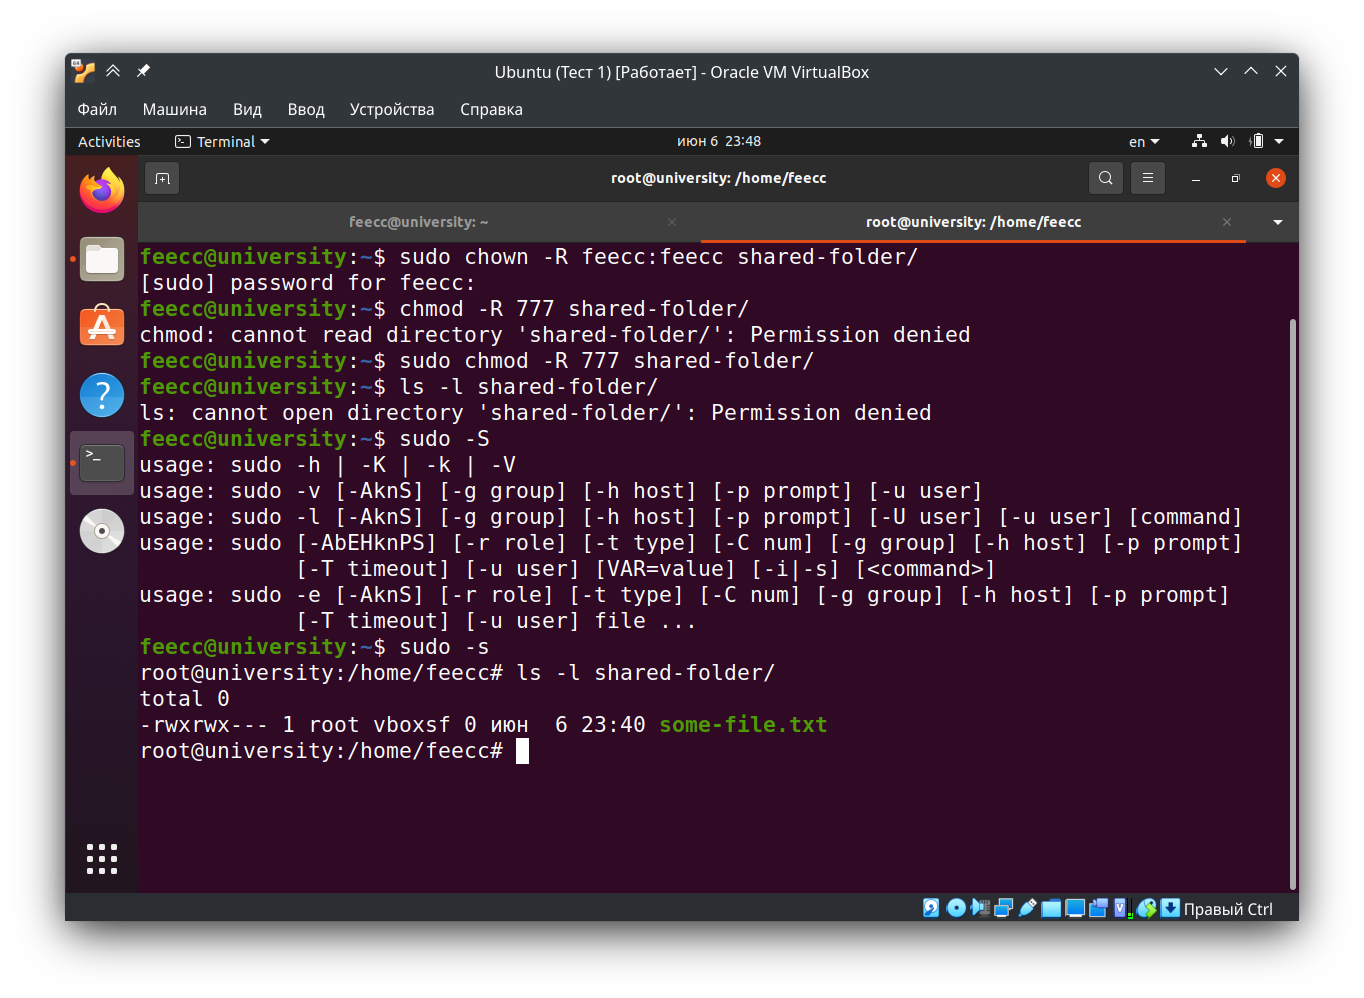 64
Ubuntu (Тест 1) [Работает] - Oracle VM VirtualBox
Файл Машина Вид Ввод Устройства Справка
Activities Terminal июн 6 23:48 en
root@university: /home/feecc
feecc@university: ~ root@university: /home/feecc
feecc@university:~$ sudo chown -R feecc:feecc shared-folder/
[sudo] password for feecc:
feecc@university:~$ chmod -R 777 shared-folder/
chmod: cannot read directory 'shared-folder/': Permission denied
feecc@university:~$ sudo chmod -R 777 shared-folder/
feecc@university:~$ ls -l shared-folder/
ls: cannot open directory 'shared-folder/': Permission denied
feecc@university:~$ sudo -S
usage: sudo -h | -K | -k | -V
usage: sudo -v [-AknS] [-g group] [-h host] [-p prompt] [-u user]
usage: sudo -l [-AknS] [-g group] [-h host] [-p prompt] [-U user] [-u user] [command]
usage: sudo [-AbEHknPS] [-r role] [-t type] [-C num] [-g group] [-h host] [-p prompt]
[-T timeout] [-u user] [VAR=value] [-i|-s] [<command>]
usage: sudo -e [-AknS] [-r role] [-t type] [-C num] [-g group] [-h host] [-p prompt]
[-T timeout] [-u user] file ...
feecc@university:~$ sudo -s
root@university:/home/feecc# ls -l shared-folder/
total 0
-rwxrwx--- 1 root vboxsf 0 июн  6 23:40 some-file.txt
root@university:/home/feecc#
Правый Ctrl